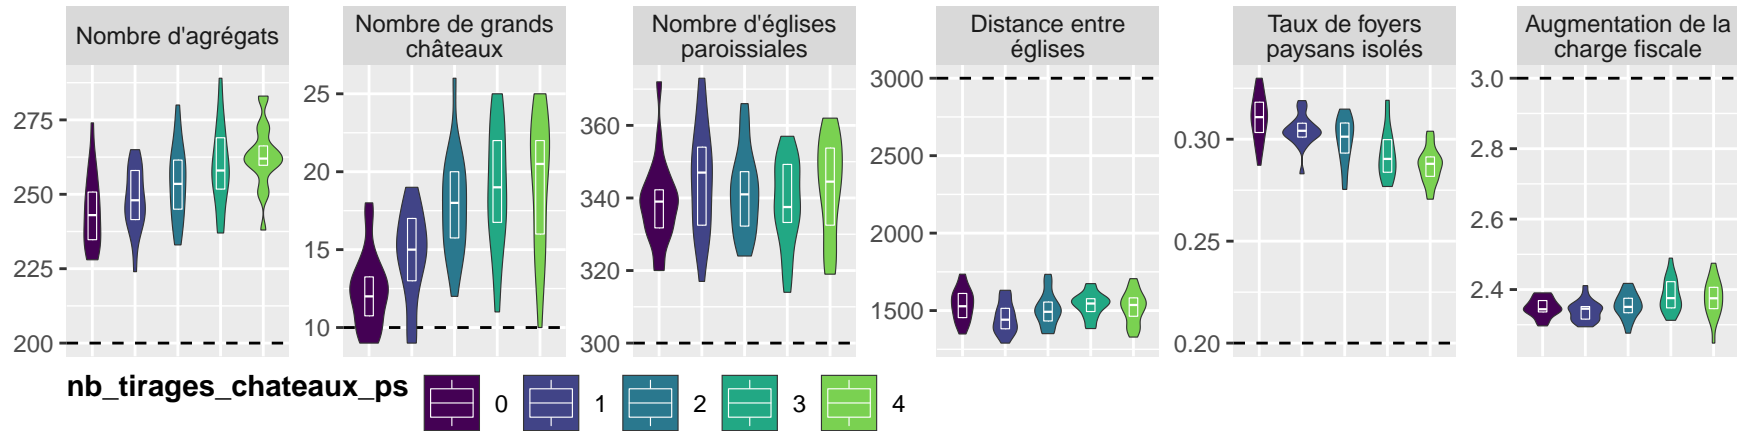 Nombre d'agrégats
Nombre de grands
châteaux
Nombre d'églises
paroissiales
Distance entre
églises
Taux de foyers
paysans isolés
Augmentation de la
charge fiscale
275
250
225
200
25
20
15
10
360
340
320
300
3000
2500
2000
1500
0.30
0.25
0.20
3.0
2.8
2.6
2.4
nb_tirages_chateaux_ps 0 1 2 3 4